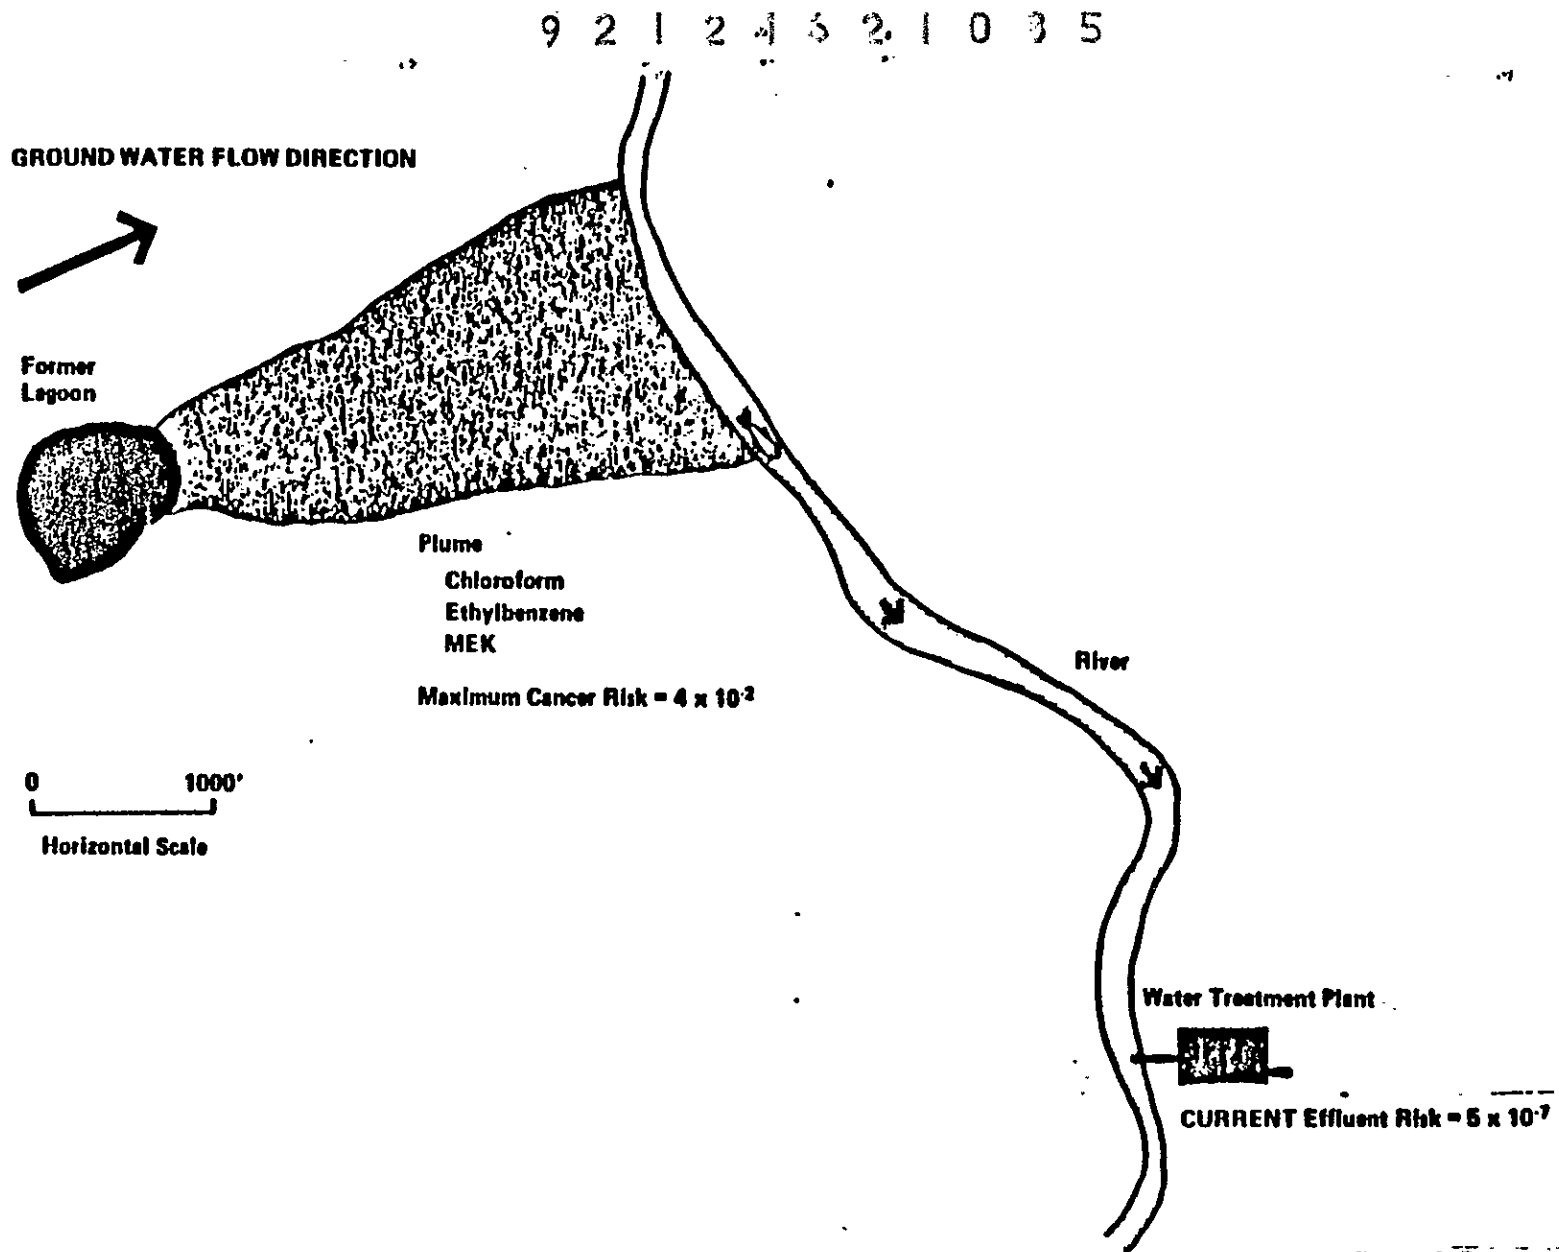 9 2 1 2 4 6 2 1 0 3 5
GROUND WATER FLOW DIRECTION
Former
Lagoon
Plume
Chloroform
Ethylbenzene
MEK
Maximum Cancer Risk = 4 x 10⁻²
River
0 1000'
Horizontal Scale
Water Treatment Plant
CURRENT Effluent Risk = 5 x 10⁻⁷